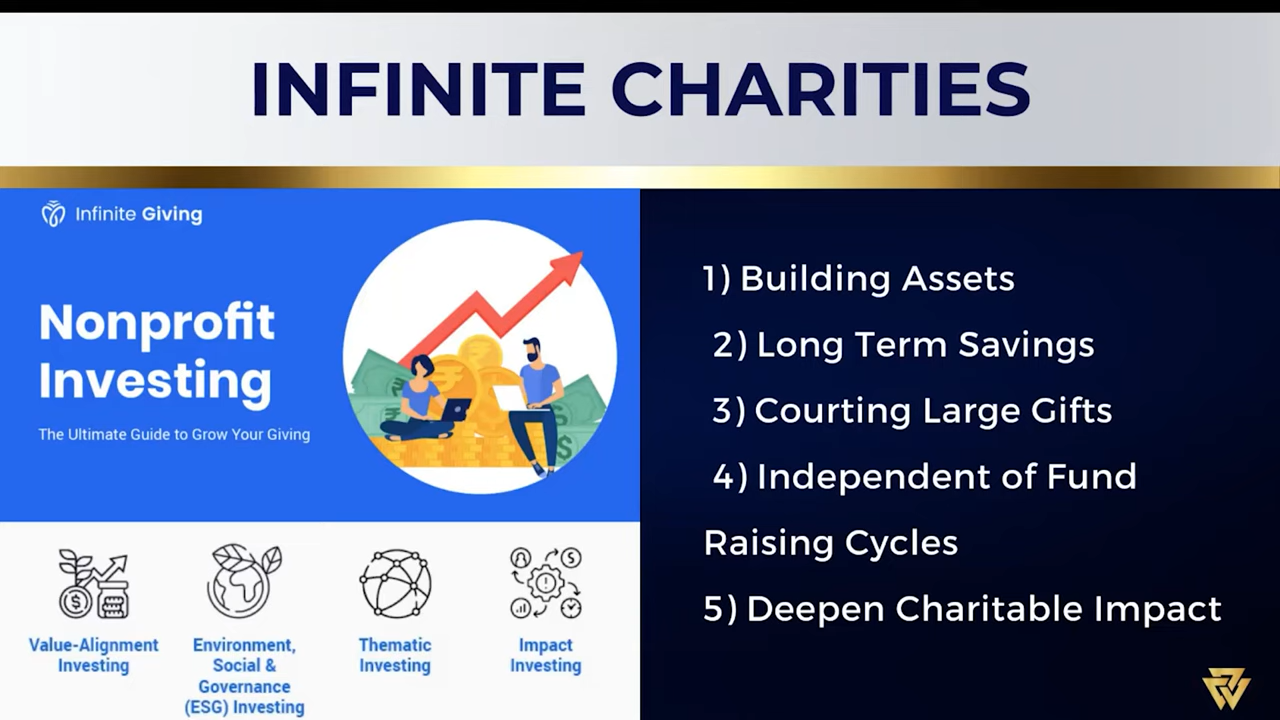 INFINITE CHARITIES
Infinite Giving
Nonprofit
Investing
The Ultimate Guide to Grow Your Giving
Value-Alignment
Investing
Environment,
Social &
Governance
(ESG) Investing
Thematic
Investing
Impact
Investing
1) Building Assets
2) Long Term Savings
3) Courting Large Gifts
4) Independent of Fund
Raising Cycles
5) Deepen Charitable Impact